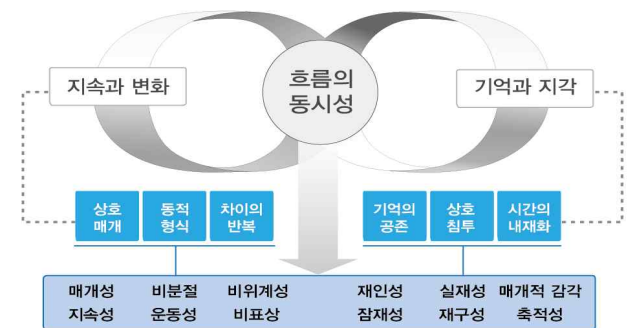 흐름의
동시성
지속과 변화
기억과 지각
상호
매개
동적
형식
차이의
반복
기억의
공존
상호
침투
시간의
내재화
매개성 비분절 비위계성 재인성 실재성 매개적 감각
지속성 운동성 비표상 잠재성 재구성 축적성